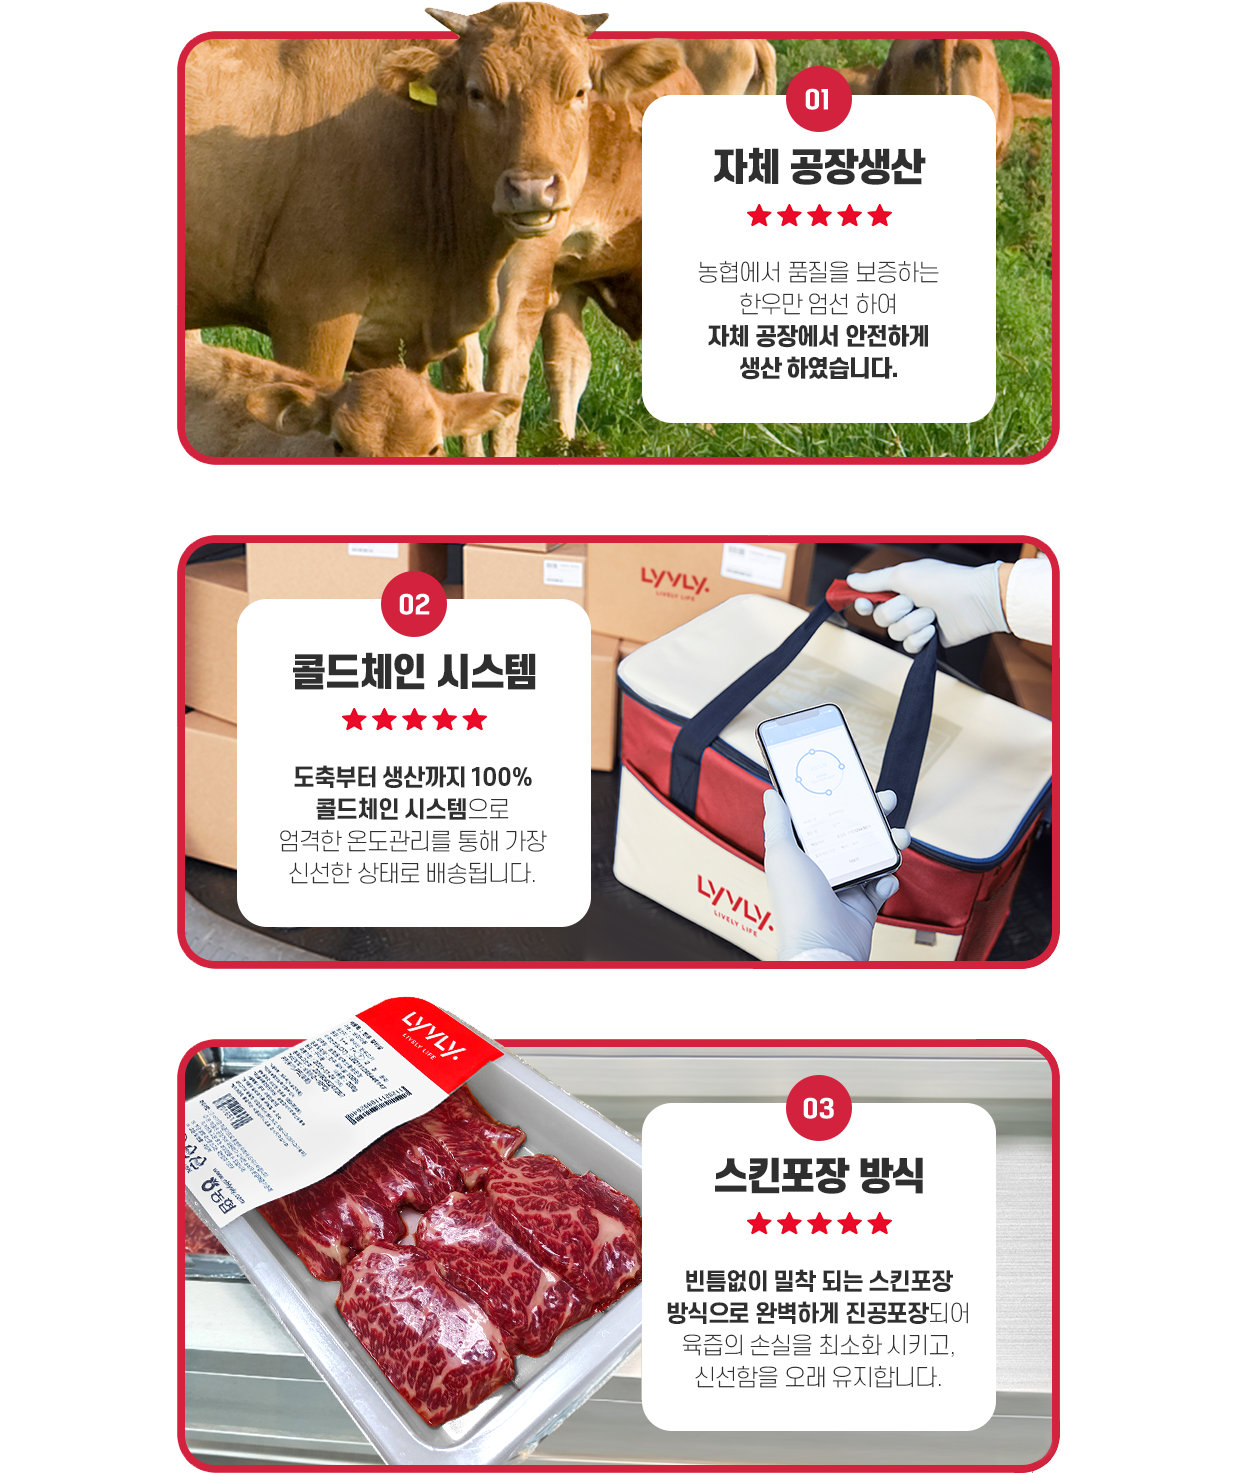 01
자체 공장생산
농협에서 품질을 보증하는
한우만 엄선 하여
자체 공장에서 안전하게
생산 하였습니다.
LYVLY.
LIVELY LIFE
02
콜드체인 시스템
도축부터 생산까지 100%
콜드체인 시스템으로
엄격한 온도관리를 통해 가장
신선한 상태로 배송됩니다.
LYVLY.
LIVELY LIFE
LYVLY.
LIVELY LIFE
농협
03
스킨포장 방식
빈틈없이 밀착 되는 스킨포장
방식으로 완벽하게 진공포장되어
육즙의 손실을 최소화 시키고,
신선함을 오래 유지합니다.